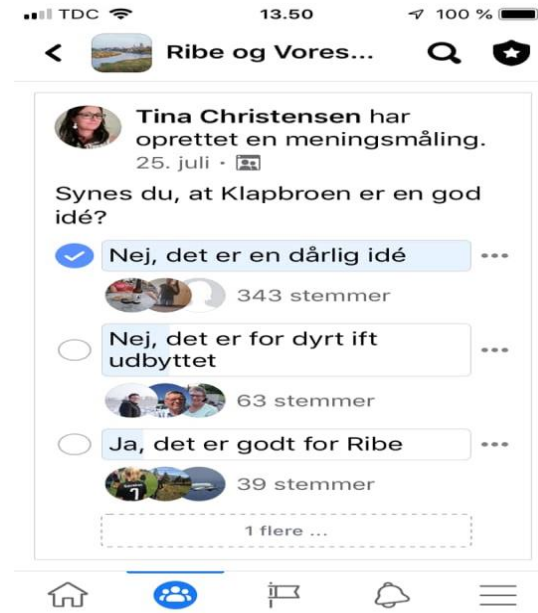 TDC 13.50 100 %
Ribe og Vores...
Tina Christensen har
oprettet en meningsmåling.
25. juli ·
Synes du, at Klapbroen er en god
idé?
Nej, det er en dårlig idé
343 stemmer
Nej, det er for dyrt ift
udbyttet
63 stemmer
Ja, det er godt for Ribe
39 stemmer
1 flere ...